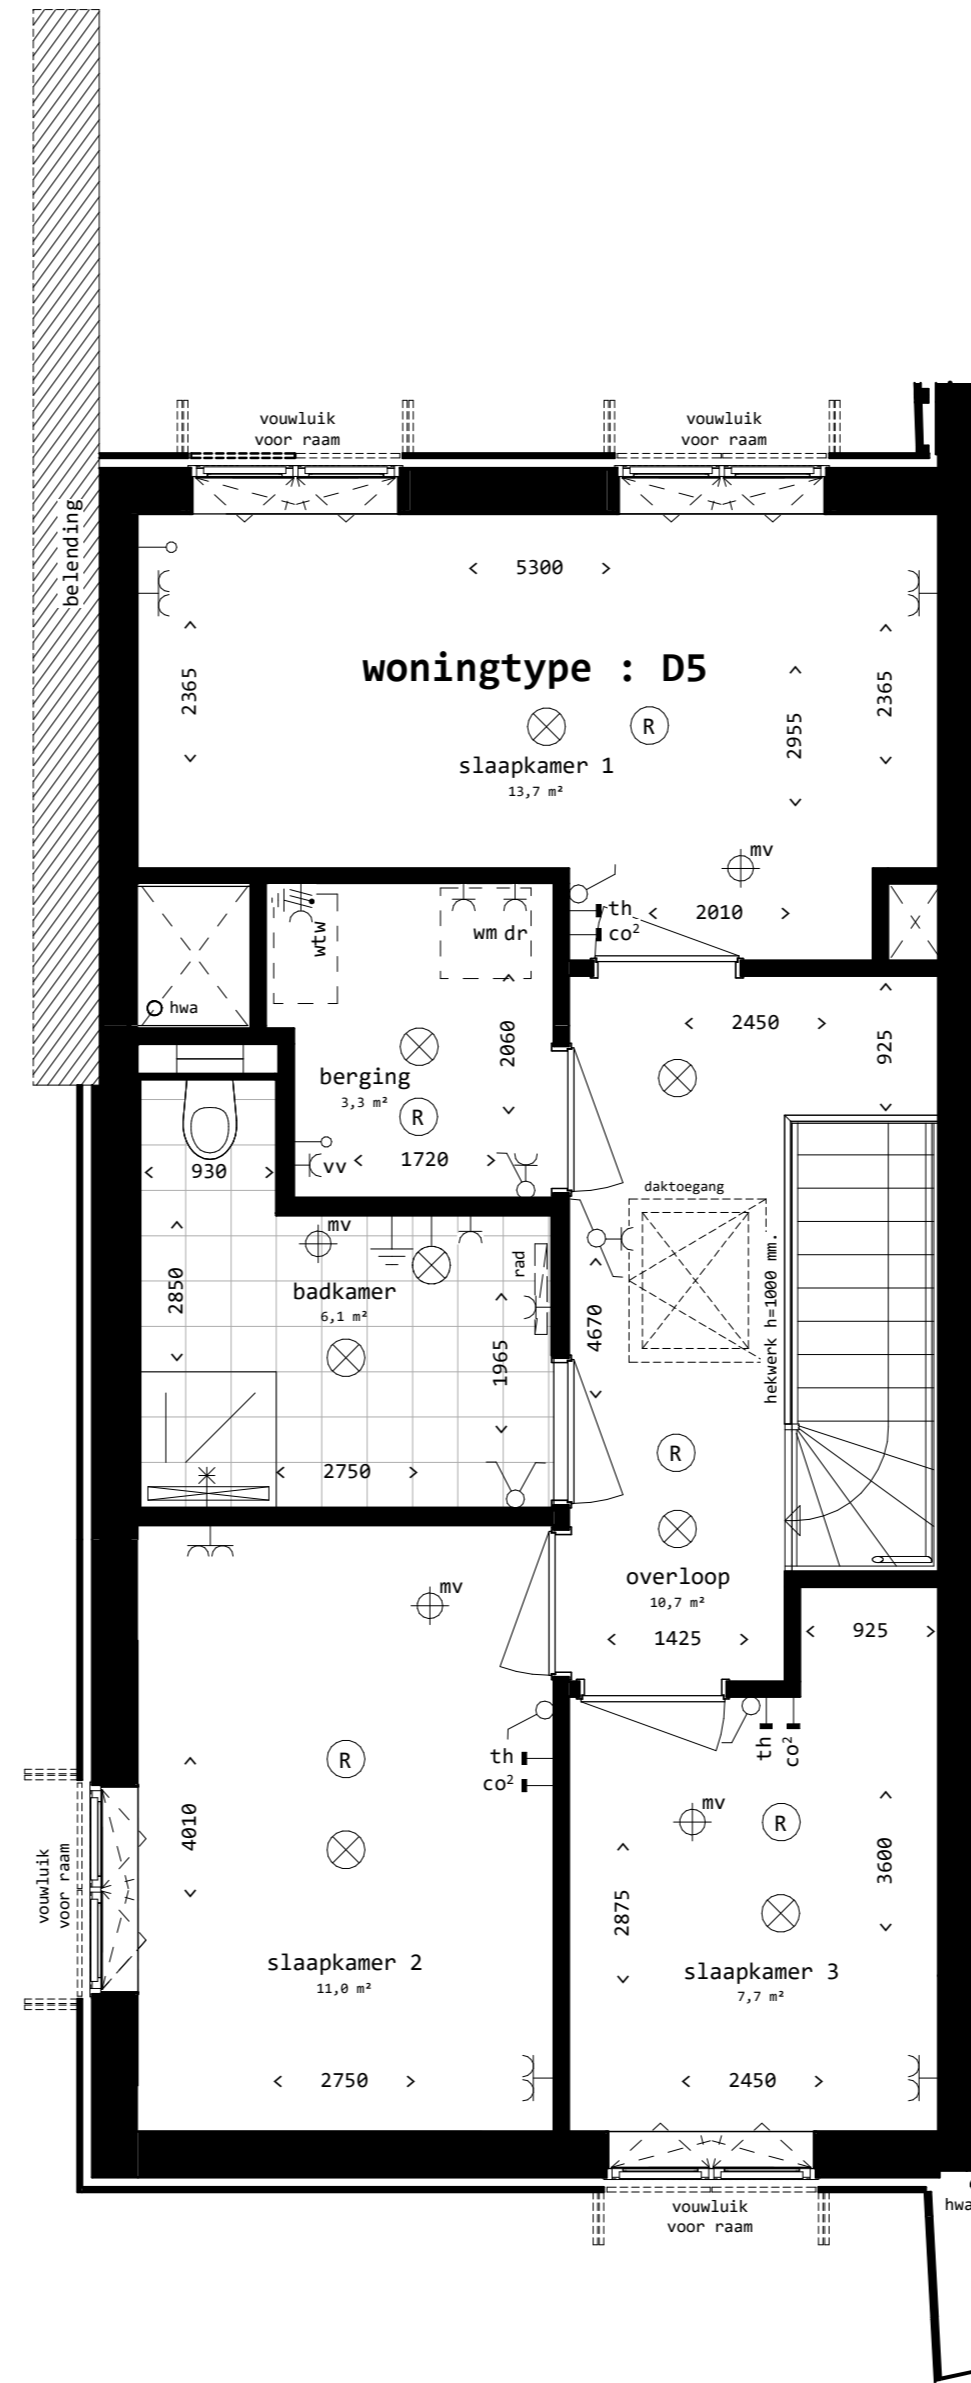 vouwluik
voor raam
vouwluik
voor raam
belending
5300
woningtype : D5
2365
2955
2365
R
slaapkamer 1
13,7 m²
mv
th
co²
2010
wtw
wm dr
hwa
2060
2450
925
berging
3,3 m²
R
vv
1720
930
daktoegang
mv
rad
hekwerk h=1000 mm.
2850
badkamer
6,1 m²
4670
1965
2750
R
overloop
10,7 m²
mv
1425
925
th
co²
R
th
co²
4010
mv
R
vouwluik
voor raam
2875
3600
slaapkamer 2
11,0 m²
slaapkamer 3
7,7 m²
2750
2450
vouwluik
voor raam
hwa